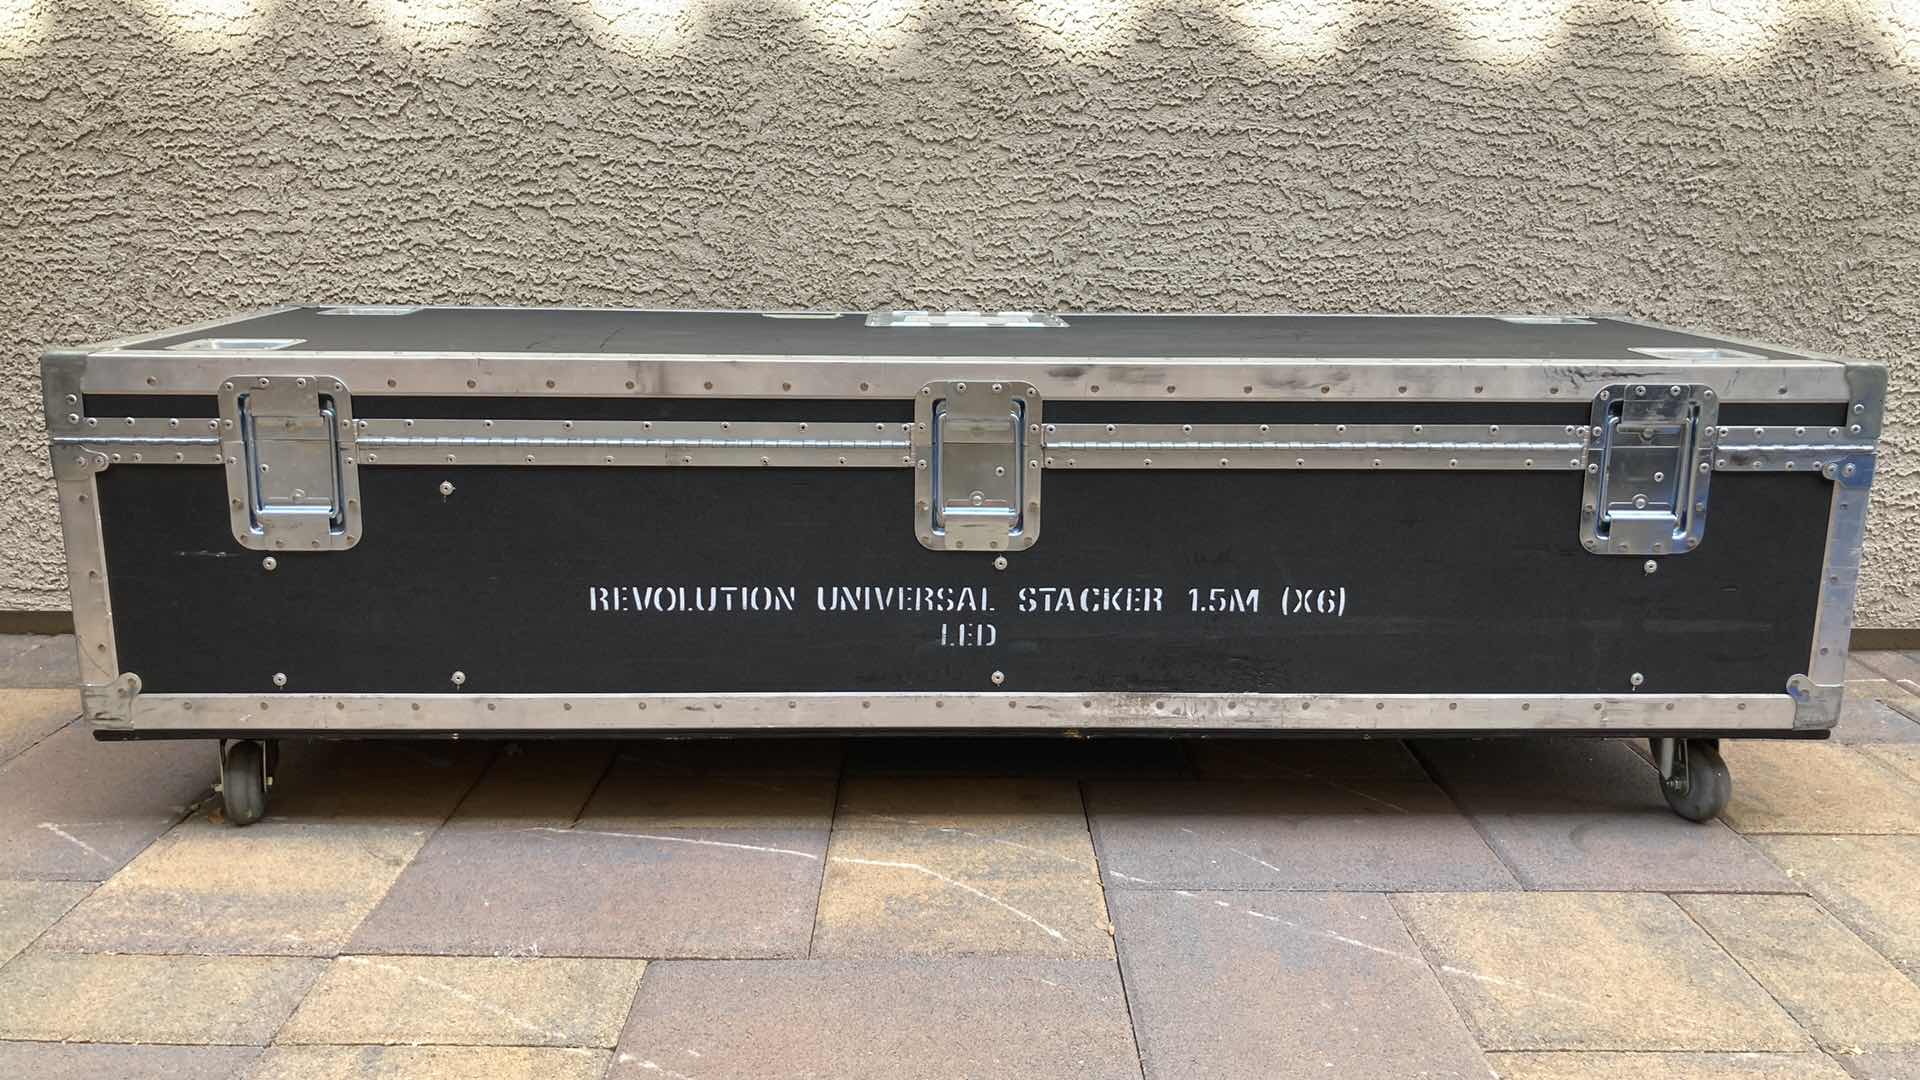 REVOLUTION UNIVERSAL STACKER 1.5M (X6)
LED